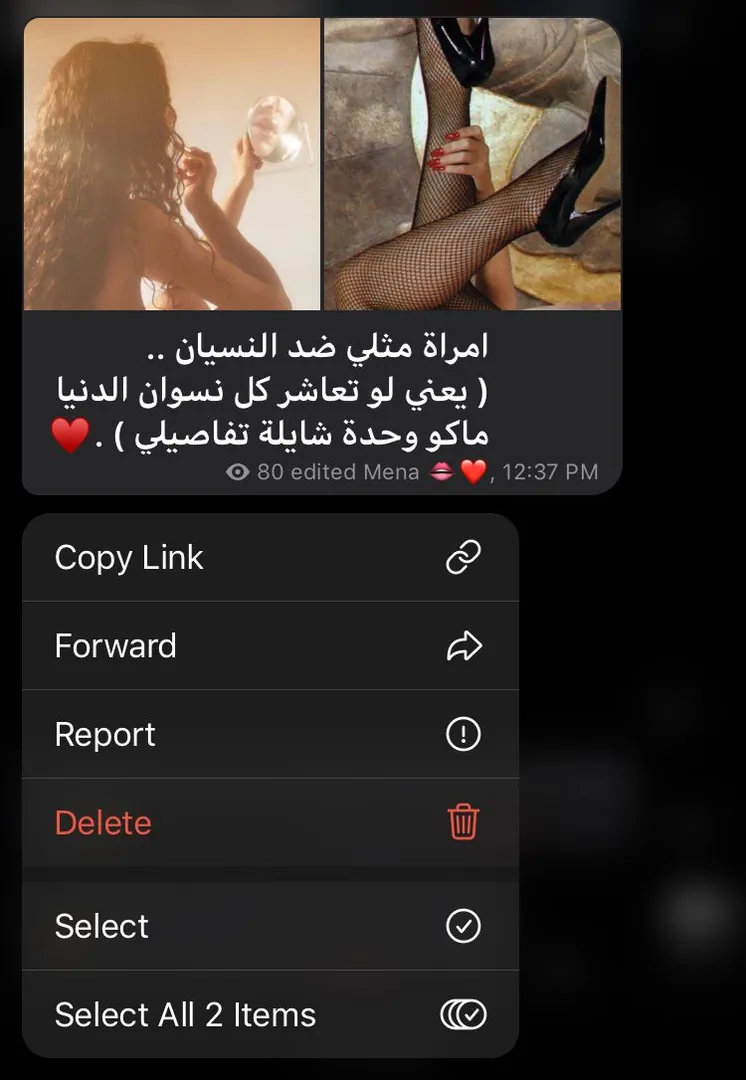 امراة مثلي ضد النسيان ..
( يعني لو تعاشر كل نسوان الدنيا
ماكو وحدة شايلة تفاصيلي ) . ♥️
80 edited Mena 🫦❤️, 12:37 PM
Copy Link
Forward
Report
Delete
Select
Select All 2 Items